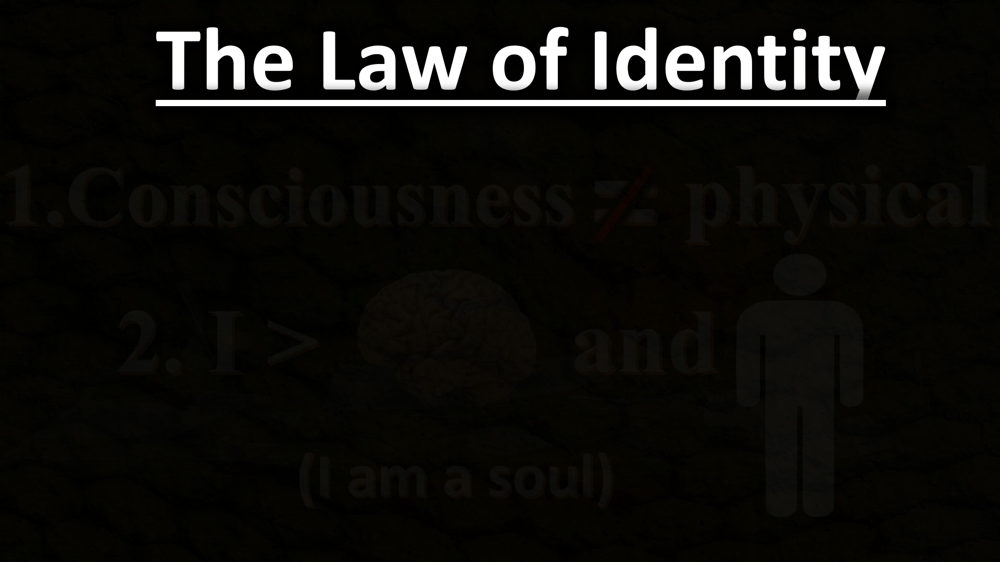 The Law of Identity
1.Consciousness ≠ physical
2. I > and
(I am a soul)